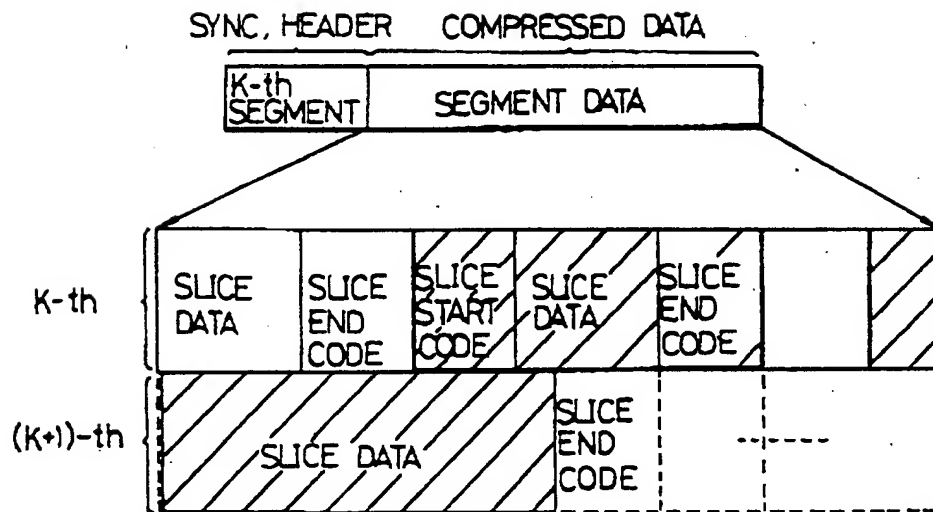 SYNC, HEADER COMPRESSED DATA
K-th
SEGMENT
SEGMENT DATA
K-th
SLICE
DATA
SLICE
END
CODE
SLICE
START
CODE
SLICE
DATA
SLICE
END
CODE
(K+1)-th
SLICE DATA
SLICE
END
CODE